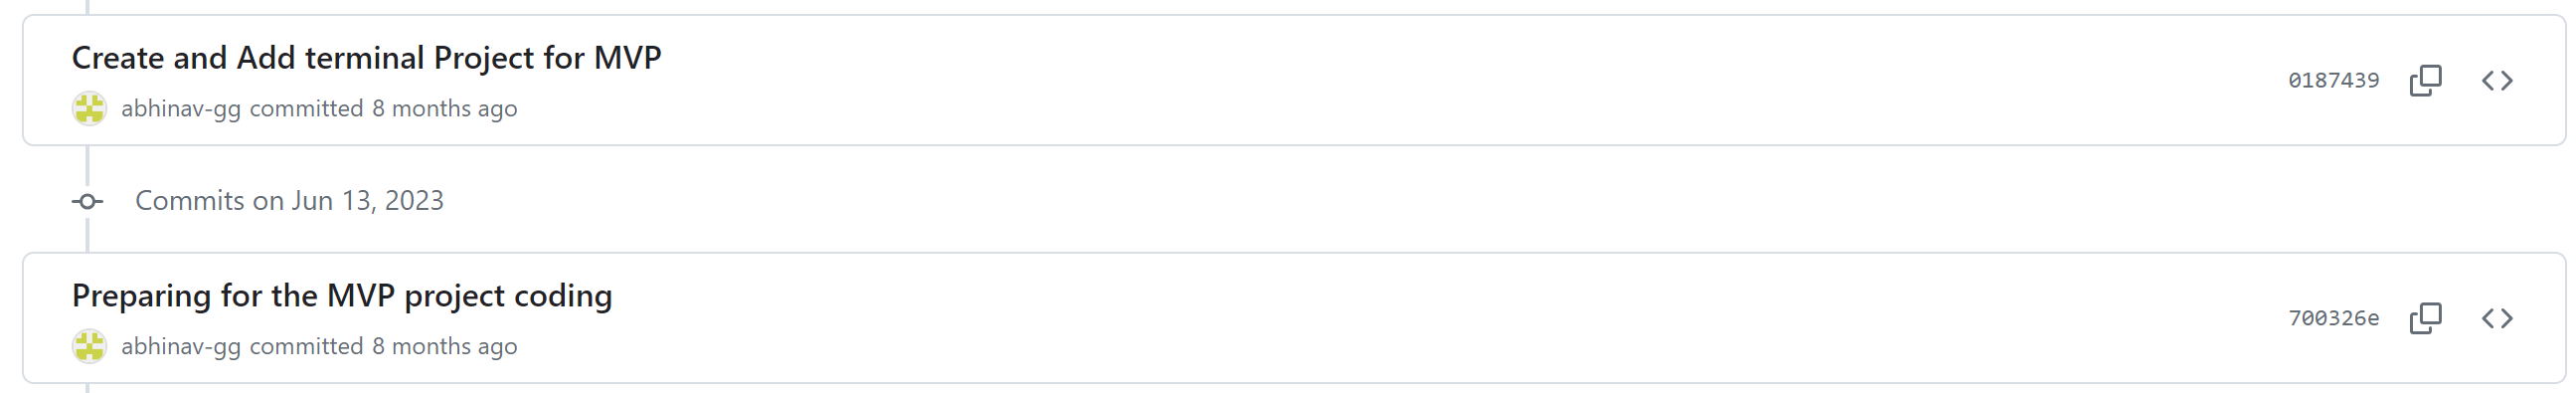 Create and Add terminal Project for MVP
abhinav-gg committed 8 months ago
0187439
Commits on Jun 13, 2023
Preparing for the MVP project coding
abhinav-gg committed 8 months ago
700326e